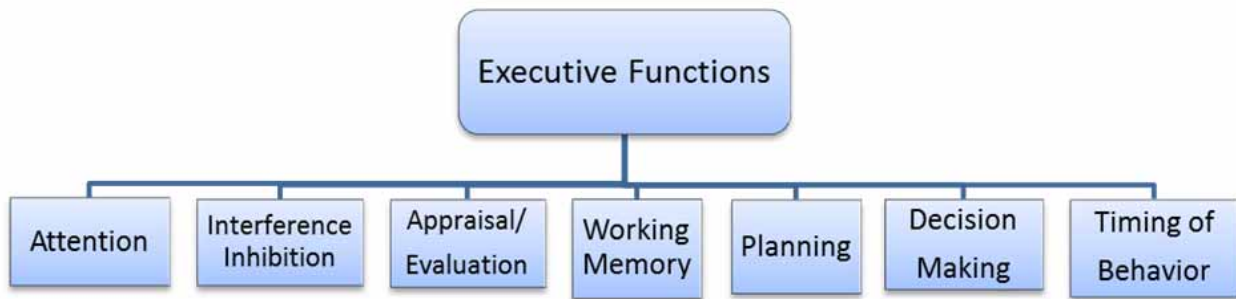 Executive Functions
Attention
Interference
Inhibition
Appraisal/
Evaluation
Working
Memory
Planning
Decision
Making
Timing of
Behavior